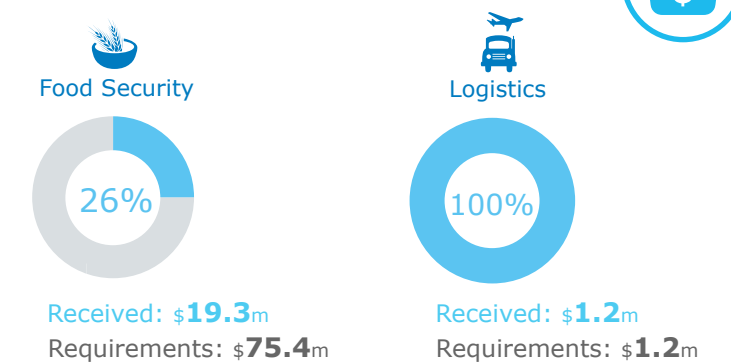 Food Security
26%
Received: $19.3m
Requirements: $75.4m
Logistics
100%
Received: $1.2m
Requirements: $1.2m